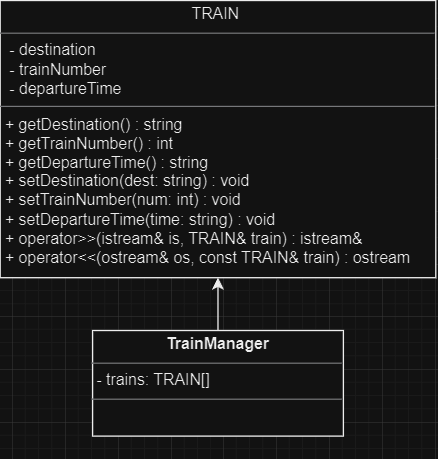 TRAIN
- destination
- trainNumber
- departureTime
+ getDestination() : string
+ getTrainNumber() : int
+ getDepartureTime() : string
+ setDestination(dest: string) : void
+ setTrainNumber(num: int) : void
+ setDepartureTime(time: string) : void
+ operator>>(istream& is, TRAIN& train) : istream&
+ operator<<(ostream& os, const TRAIN& train) : ostream
TrainManager
- trains: TRAIN[]